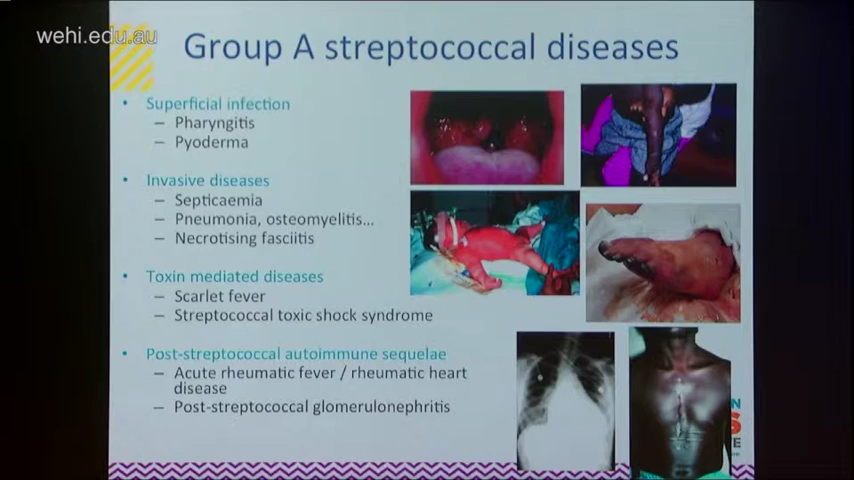 wehi.edu.au
Group A streptococcal diseases
• Superficial infection
– Pharyngitis
– Pyoderma
• Invasive diseases
– Septicaemia
– Pneumonia, osteomyelitis...
– Necrotising fasciitis
• Toxin mediated diseases
– Scarlet fever
– Streptococcal toxic shock syndrome
• Post-streptococcal autoimmune sequelae
– Acute rheumatic fever / rheumatic heart
disease
– Post-streptococcal glomerulonephritis